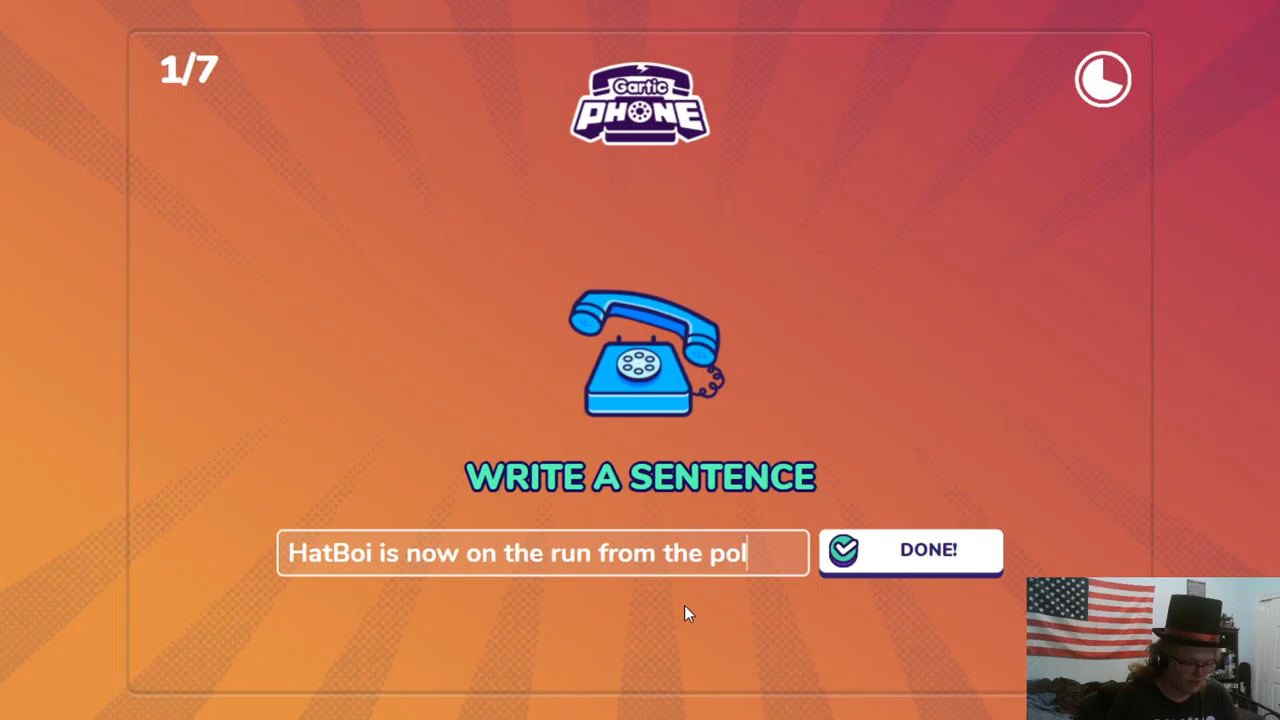 1/7
Gartic
PHONE
WRITE A SENTENCE
HatBoi is now on the run from the pol
DONE!